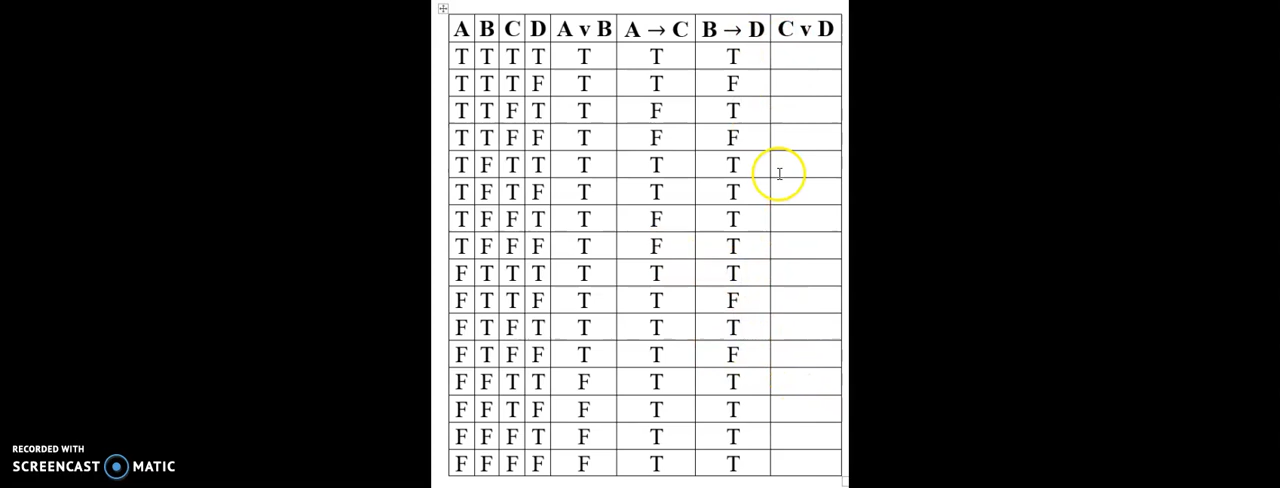 A B C D A v B A → C B → D C v D
T T T T T T T
T T T F T T F
T T F T T F T
T T F F T F F
T F T T T T T
T F T F T T T
T F F T T F T
T F F F T F T
F T T T T T T
F T T F T T F
F T F T T T T
F T F F T T F
F F T T F T T
F F T F F T T
F F F T F T T
F F F F F T T
RECORDED WITH
SCREENCAST MATIC